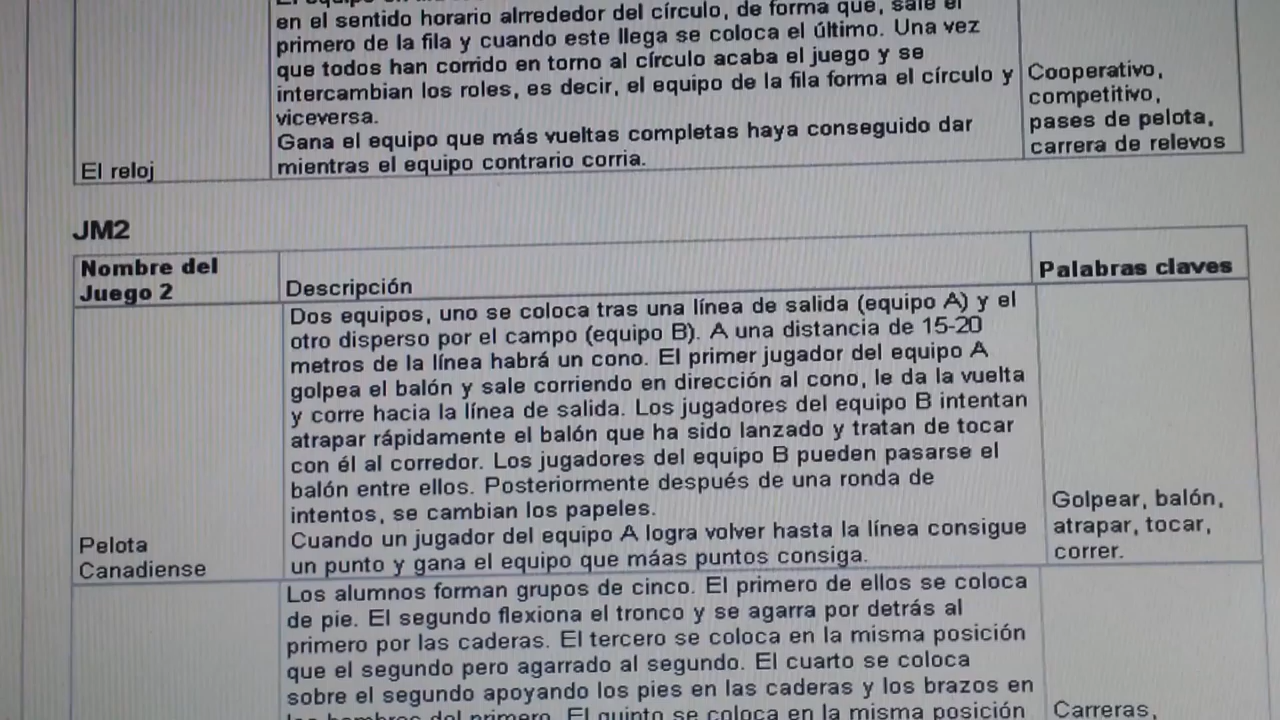 en el sentido horario alrrededor del círculo, de forma que, sale el
primero de la fila y cuando este llega se coloca el último. Una vez
que todos han corrido en torno al círculo acaba el juego y se
intercambian los roles, es decir, el equipo de la fila forma el círculo y
viceversa.
Gana el equipo que más vueltas completas haya conseguido dar
mientras el equipo contrario corria.
El reloj
Cooperativo,
competitivo,
pases de pelota,
carrera de relevos
JM2
Nombre del
Juego 2
Descripción
Palabras claves
Dos equipos, uno se coloca tras una línea de salida (equipo A) y el
otro disperso por el campo (equipo B). A una distancia de 15-20
metros de la línea habrá un cono. El primer jugador del equipo A
golpea el balón y sale corriendo en dirección al cono, le da la vuelta
y corre hacia la línea de salida. Los jugadores del equipo B intentan
atrapar rápidamente el balón que ha sido lanzado y tratan de tocar
con él al corredor. Los jugadores del equipo B pueden pasarse el
balón entre ellos. Posteriormente después de una ronda de
intentos, se cambian los papeles.
Cuando un jugador del equipo A logra volver hasta la línea consigue
un punto y gana el equipo que máas puntos consiga.
Pelota
Canadiense
Golpear, balón,
atrapar, tocar,
correr.
Los alumnos forman grupos de cinco. El primero de ellos se coloca
de pie. El segundo flexiona el tronco y se agarra por detrás al
primero por las caderas. El tercero se coloca en la misma posición
que el segundo pero agarrado al segundo. El cuarto se coloca
sobre el segundo apoyando los pies en las caderas y los brazos en
los hombros del primero. El quinto se coloca en la misma posición
Carreras,